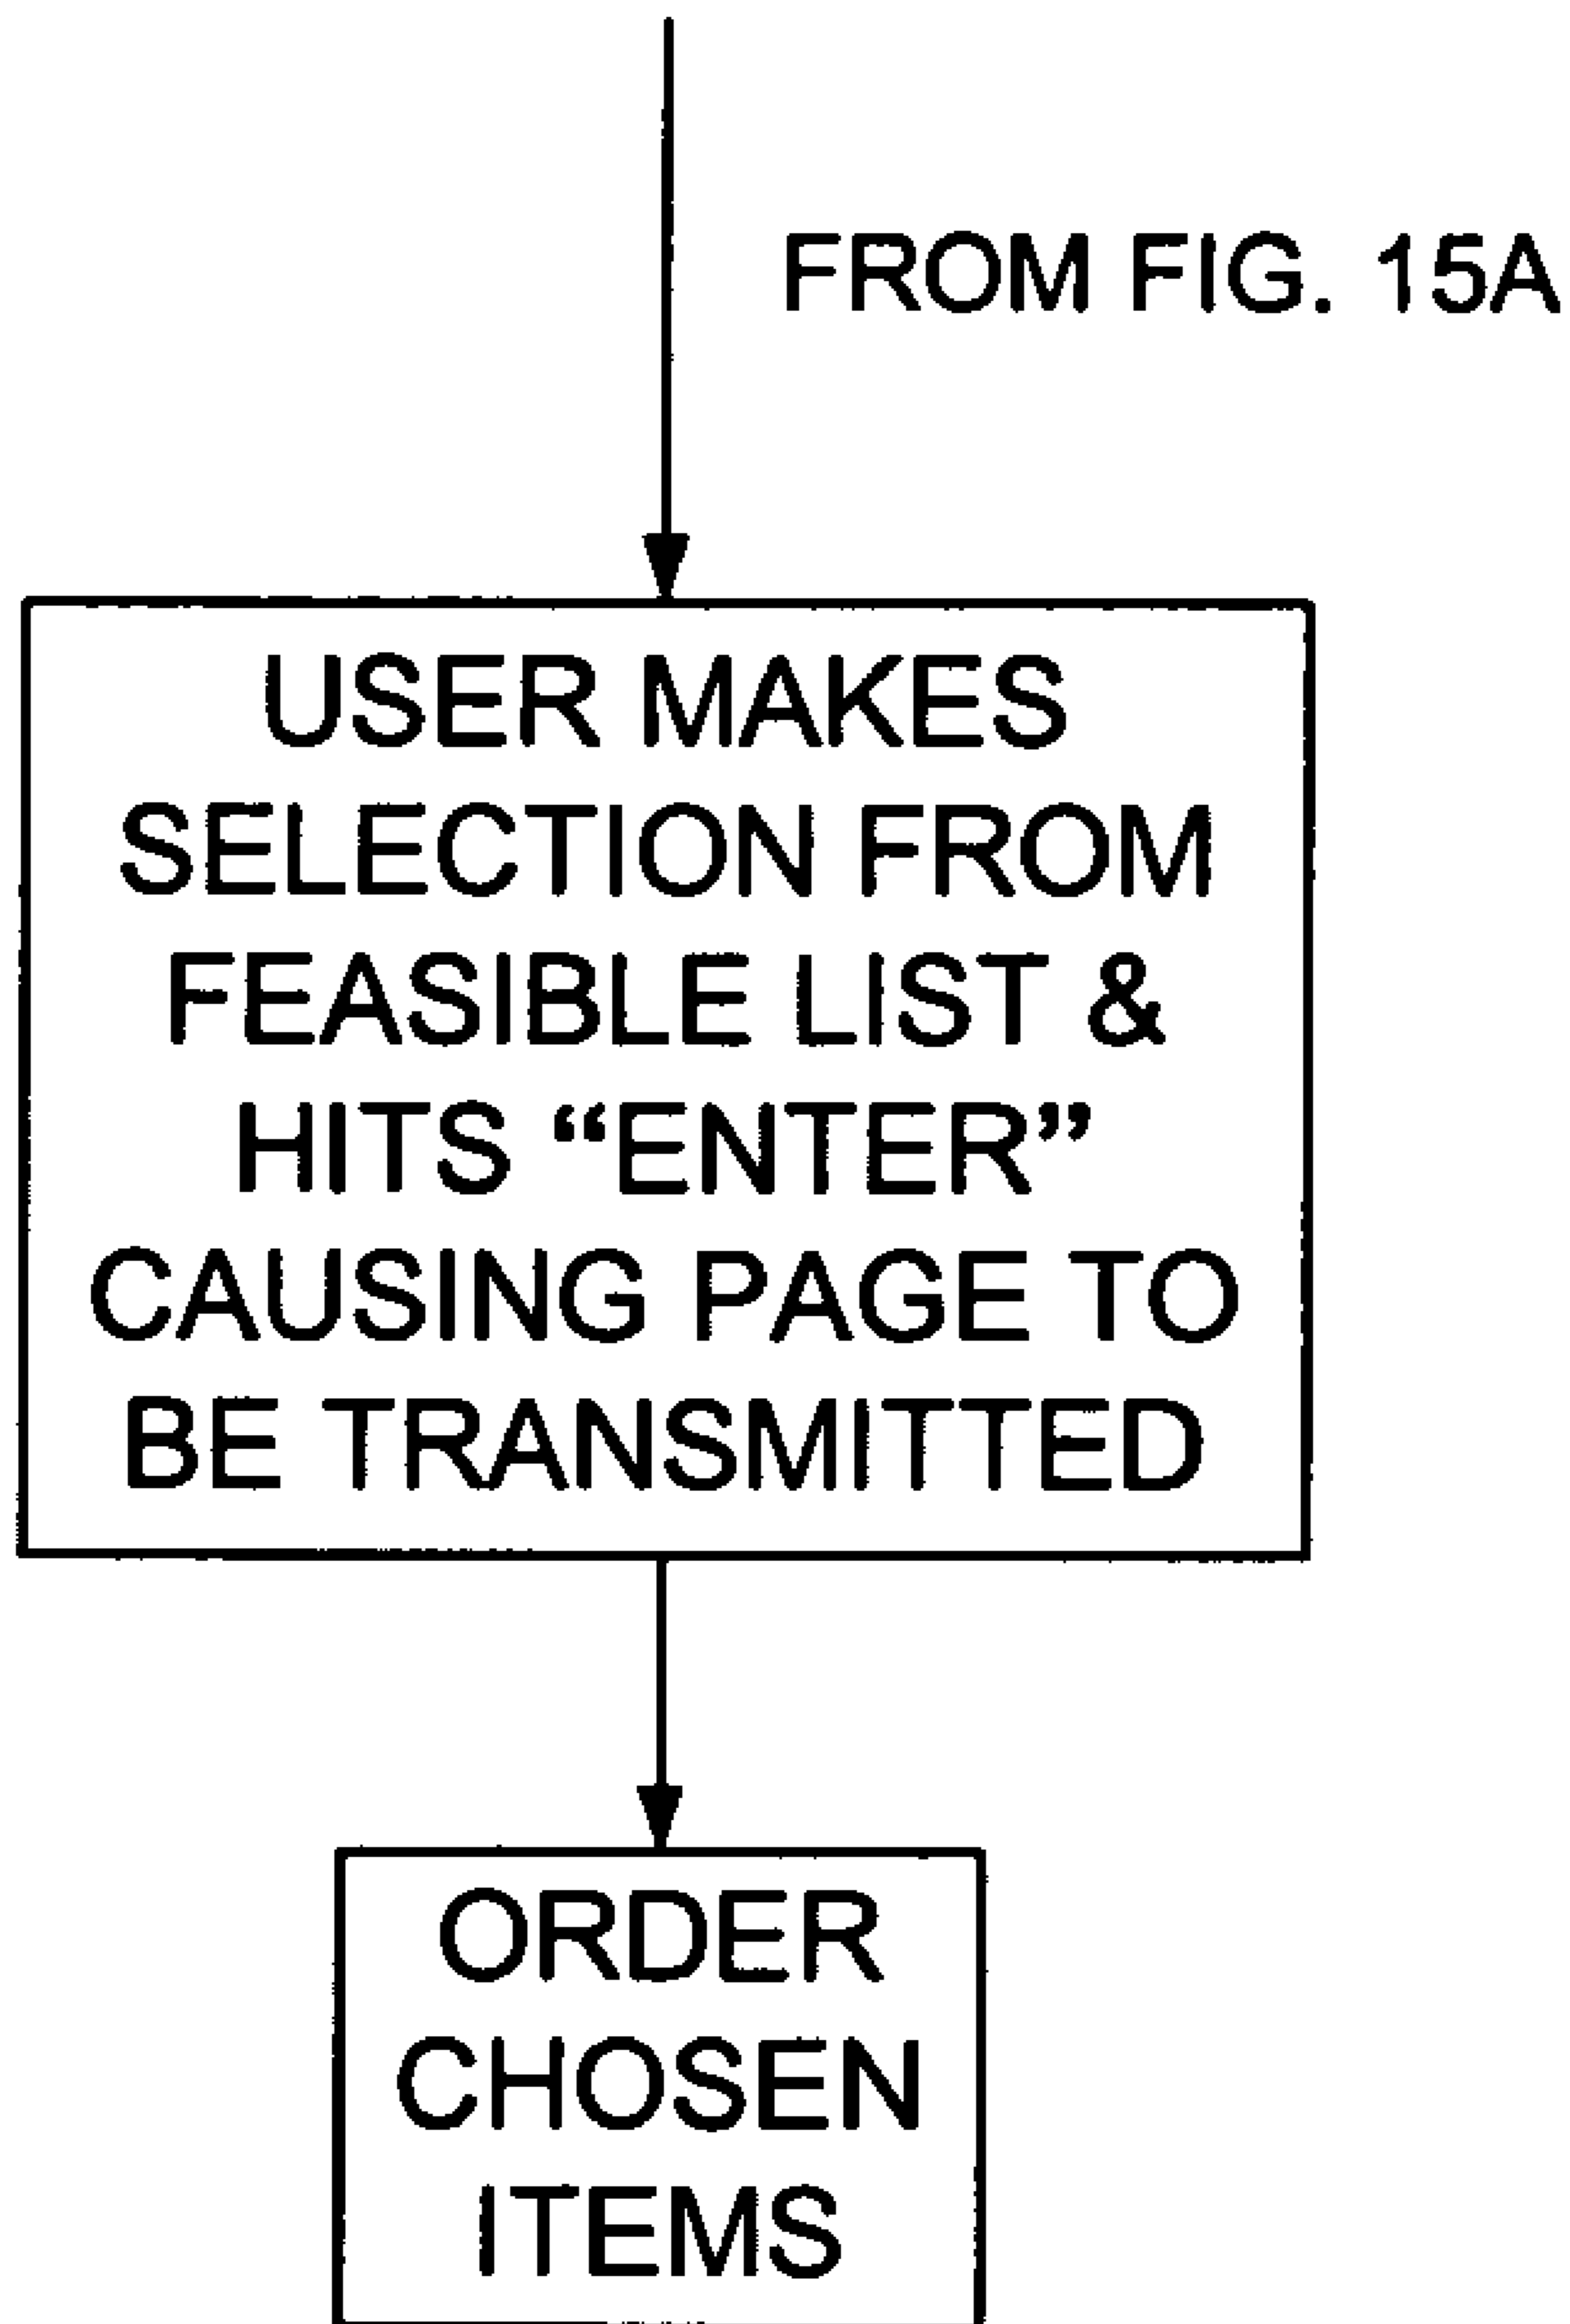 FROM FIG. 15A
USER MAKES
SELECTION FROM
FEASIBLE LIST &
HITS “ENTER”
CAUSING PAGE TO
BE TRANSMITTED
ORDER
CHOSEN
ITEMS